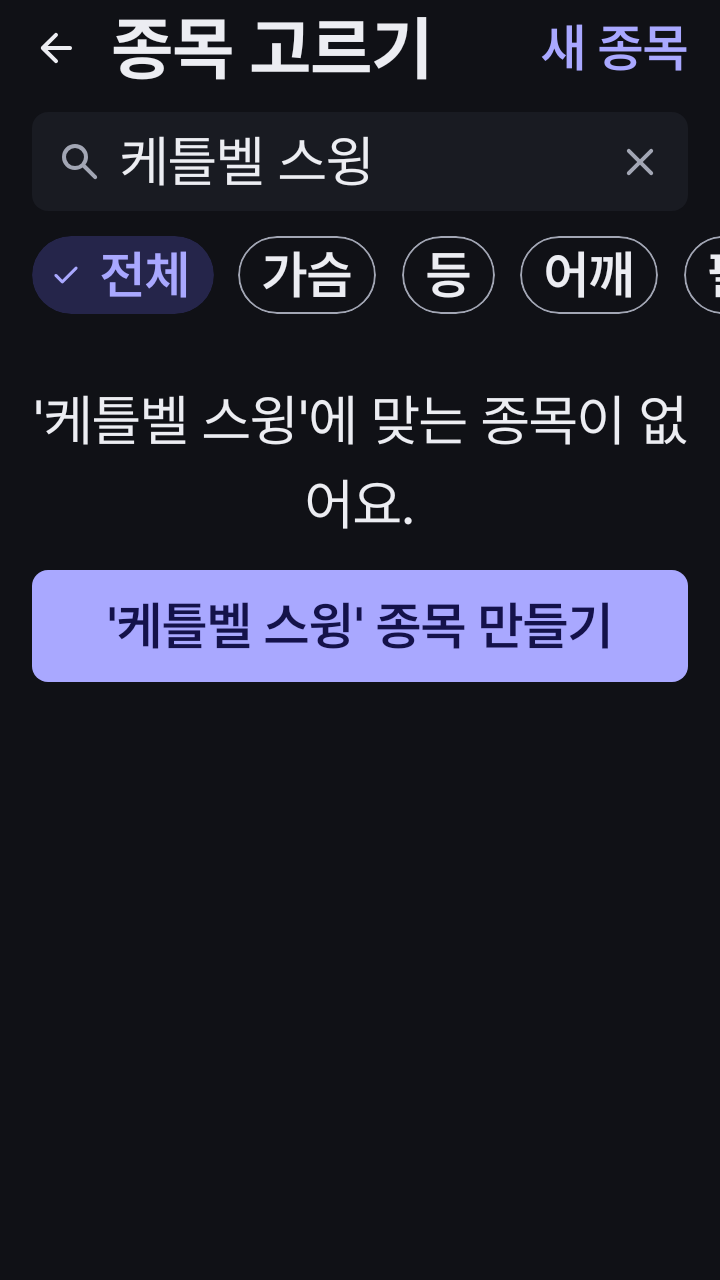 종목 고르기
새 종목
케틀벨 스윙
전체
가슴
등
어깨
'케틀벨 스윙'에 맞는 종목이 없
어요.
'케틀벨 스윙' 종목 만들기